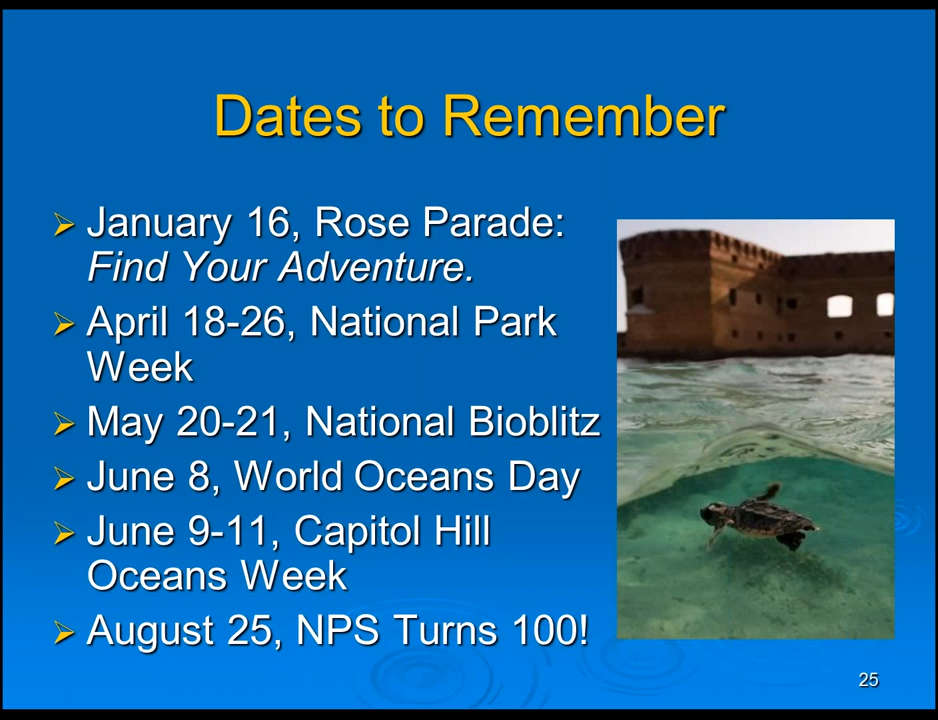 Dates to Remember
January 16, Rose Parade:
Find Your Adventure.
April 18-26, National Park
Week
May 20-21, National Bioblitz
June 8, World Oceans Day
June 9-11, Capitol Hill
Oceans Week
August 25, NPS Turns 100!
25